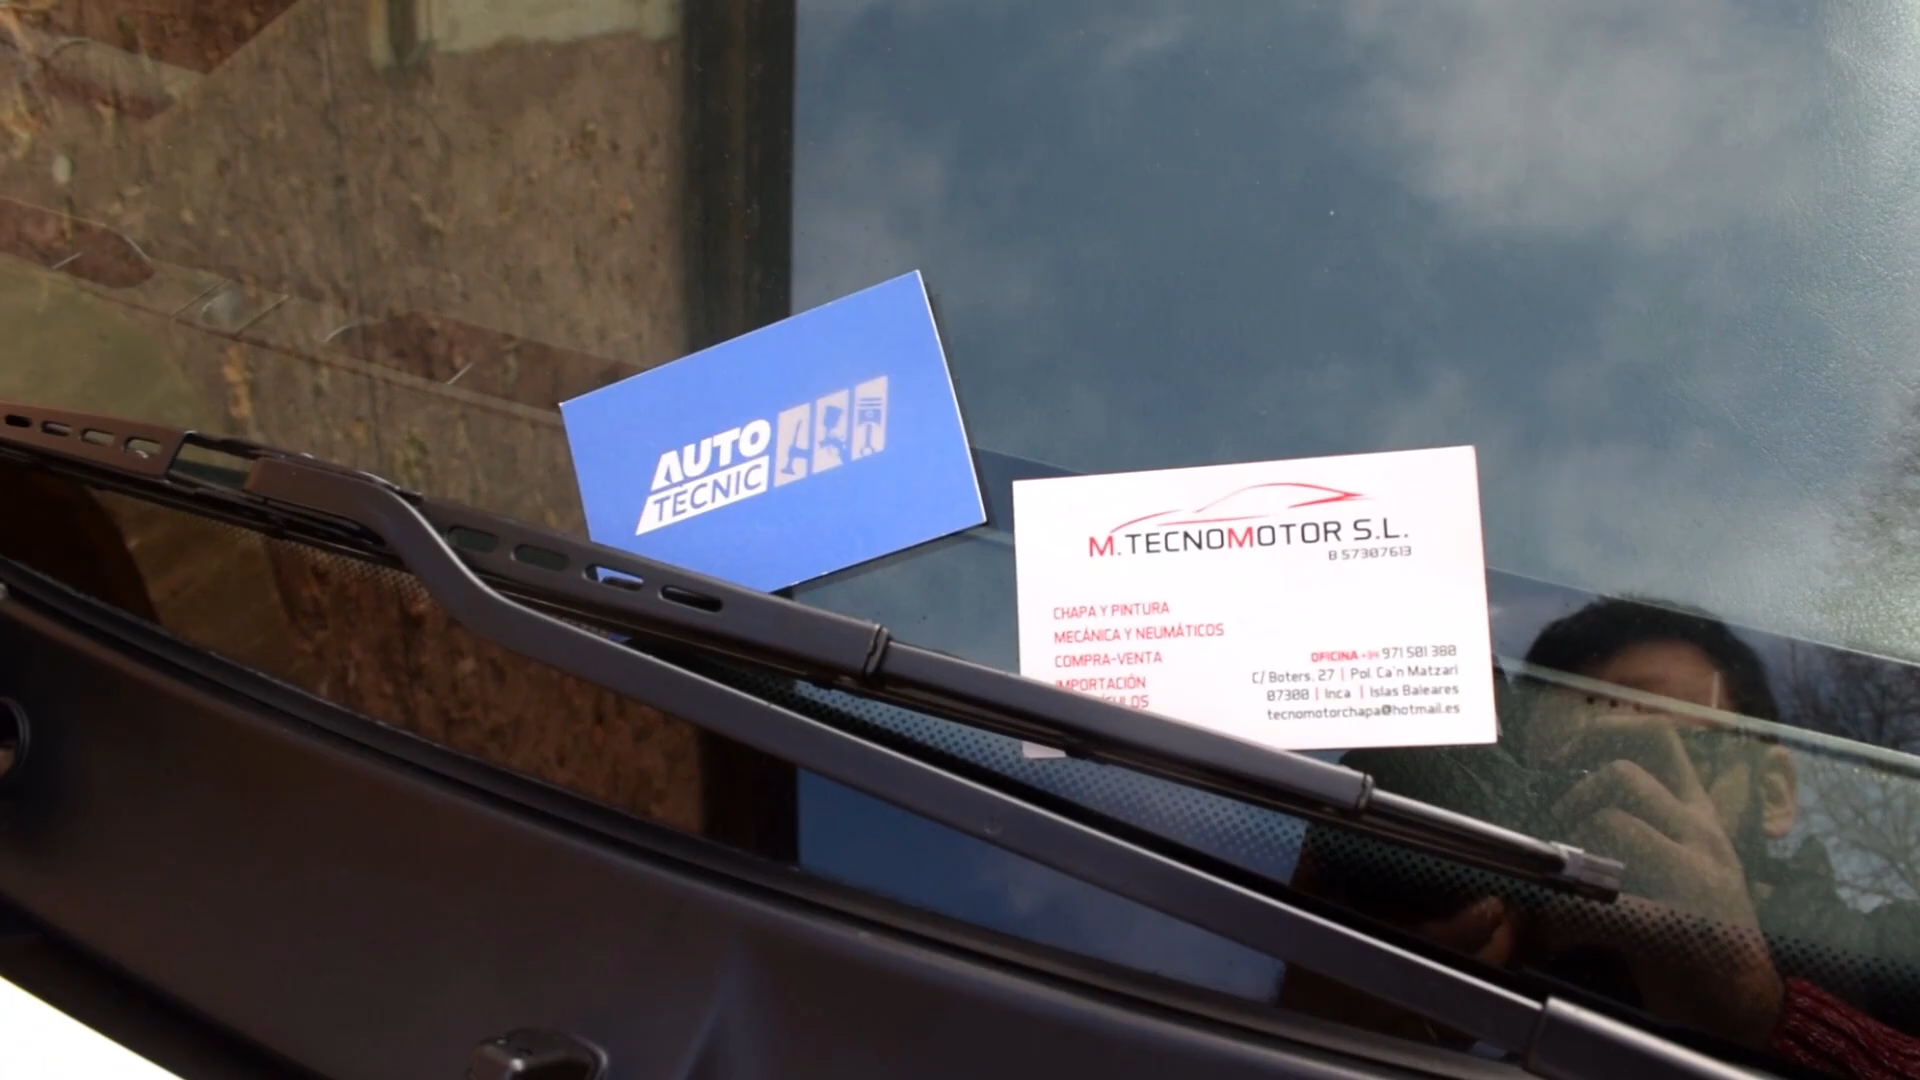 AUTO
TECNIC
M.TECNOMOTOR S.L.
B 57307613
CHAPA Y PINTURA
MECÁNICA Y NEUMÁTICOS
COMPRA-VENTA
IMPORTACIÓN
OFICINA +34 971 501 380
C/ Boters, 27 | Pol. Ca'n Matzarí
07300 | Inca | Islas Baleares
tecnomotorchapa@hotmail.es